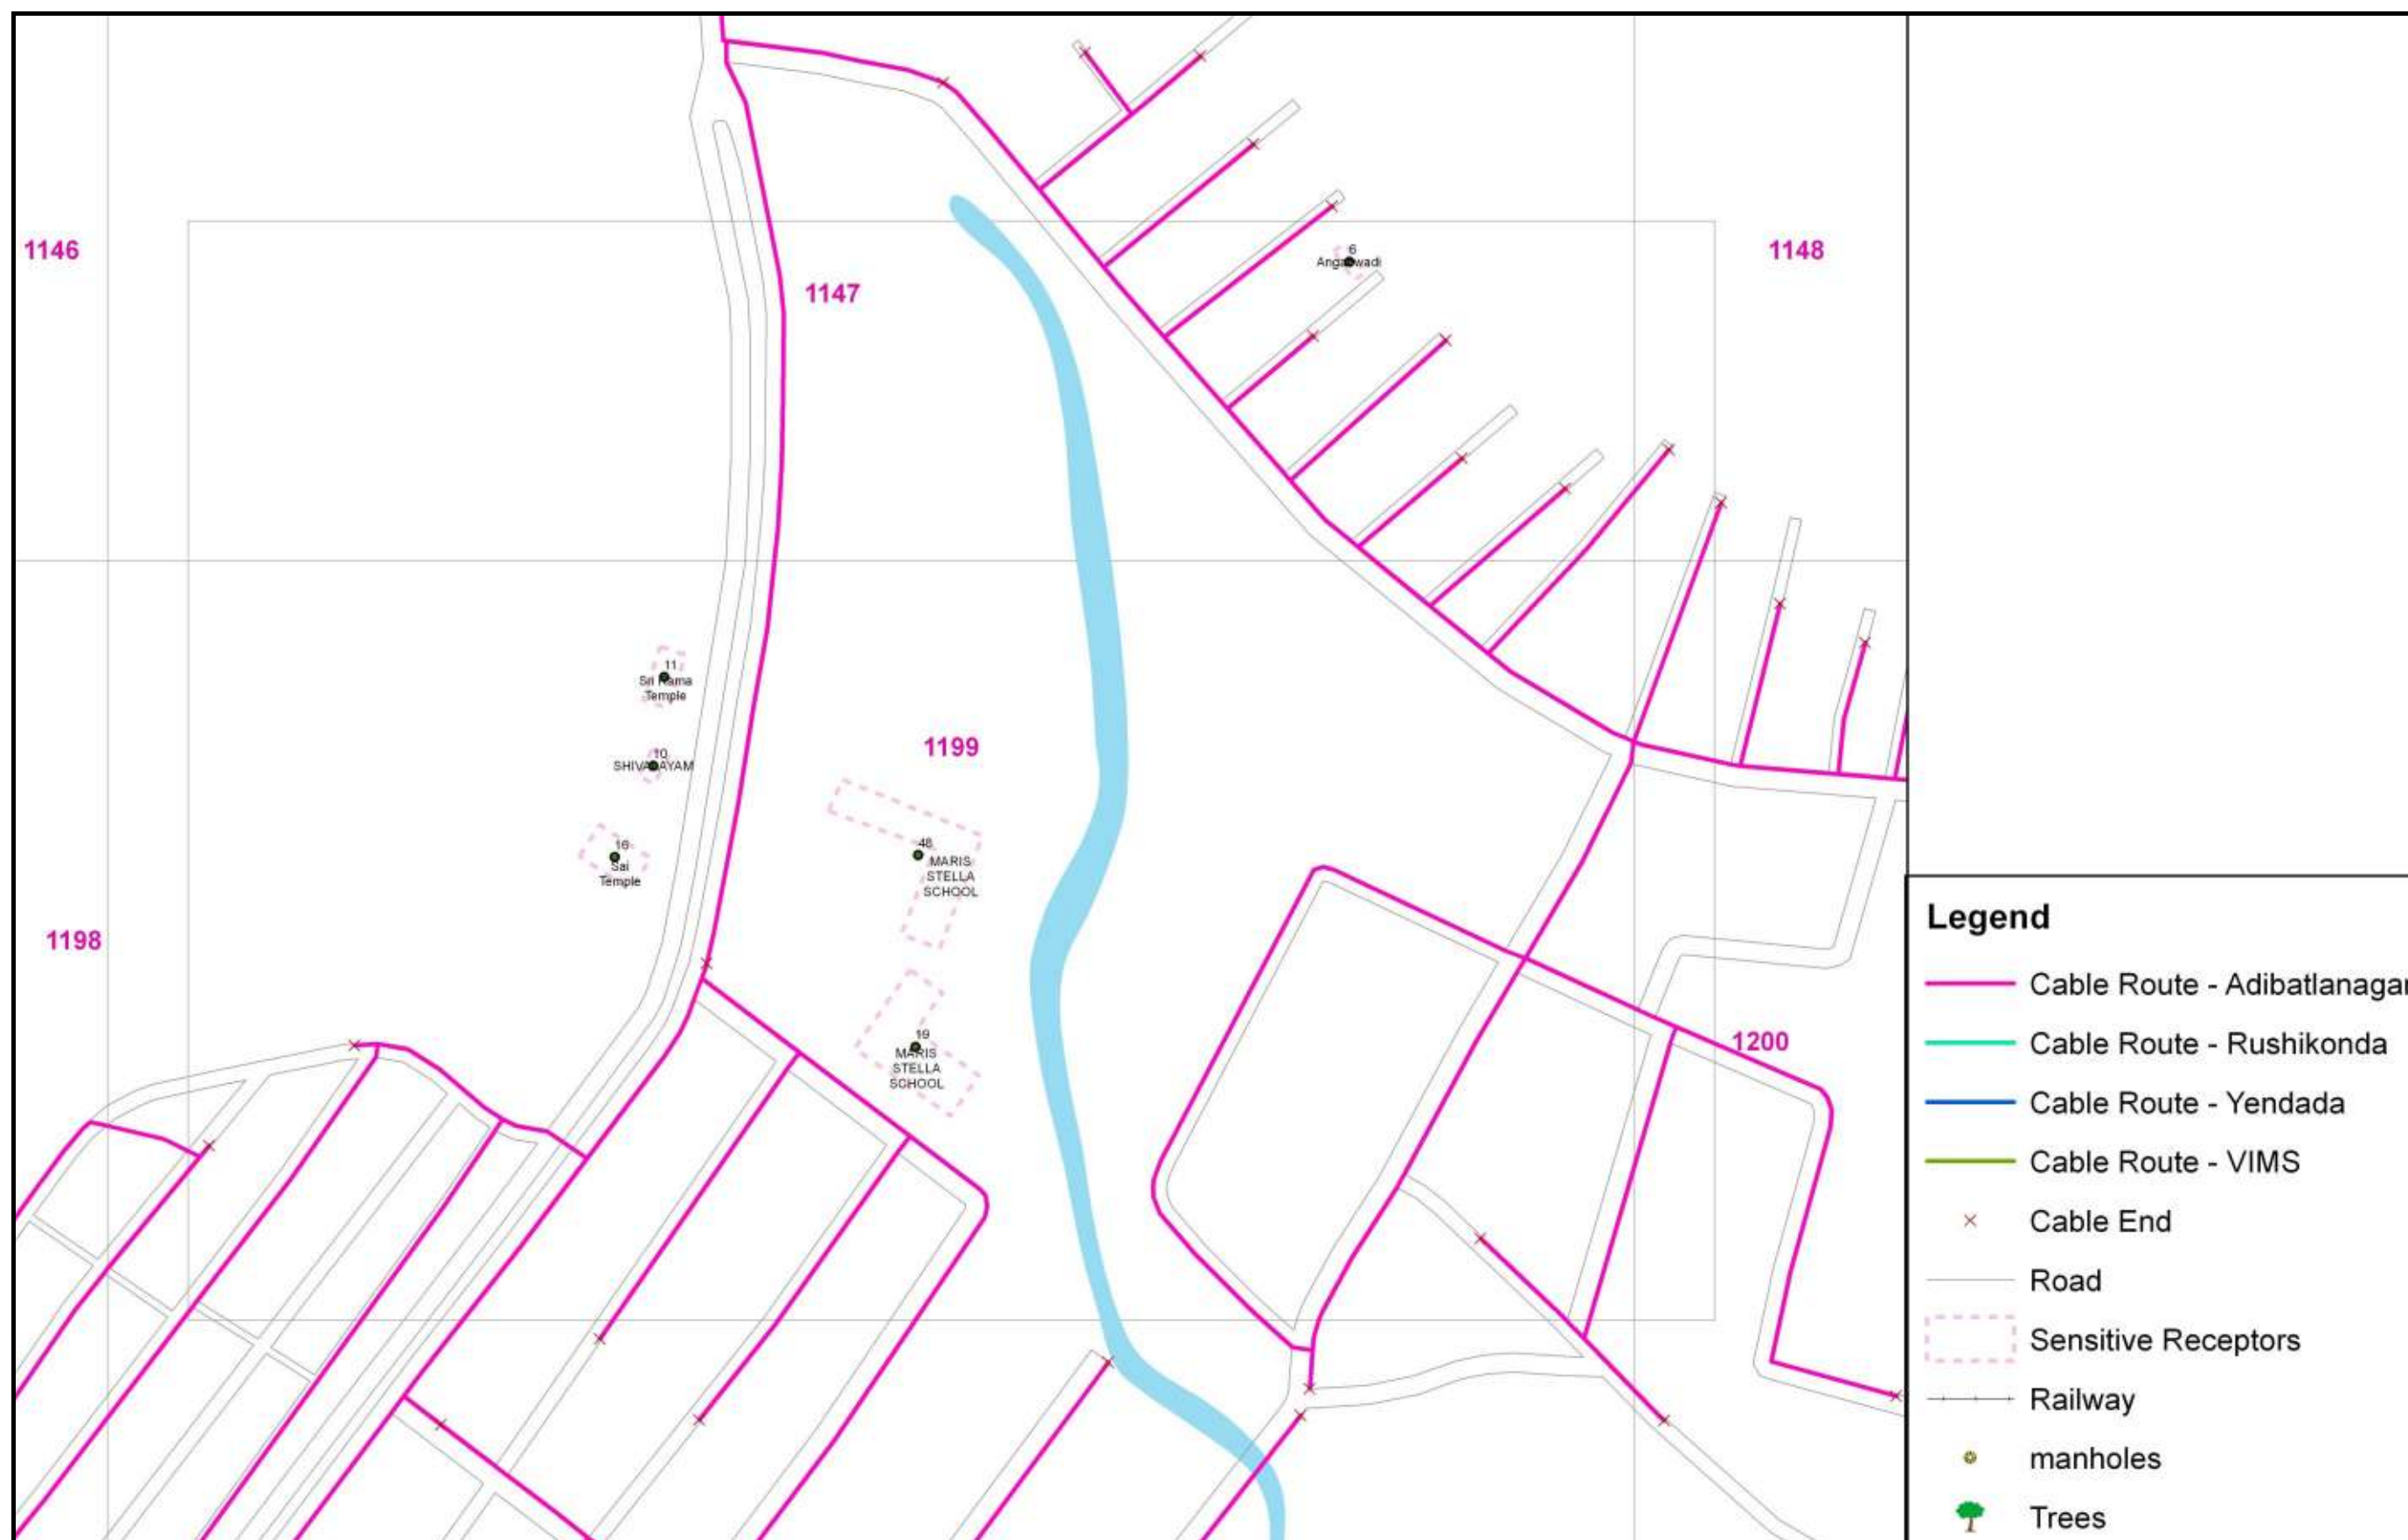 1146
1147
1148
6
Anganwadi
11
Sri Rama
Temple
10
SHIVALAYAM
16
Sai
Temple
1199
48
MARIS
STELLA
SCHOOL
1198
19
MARIS
STELLA
SCHOOL
1200
Legend
Cable Route - Adibatlanagar
Cable Route - Rushikonda
Cable Route - Yendada
Cable Route - VIMS
Cable End
Road
Sensitive Receptors
Railway
manholes
Trees